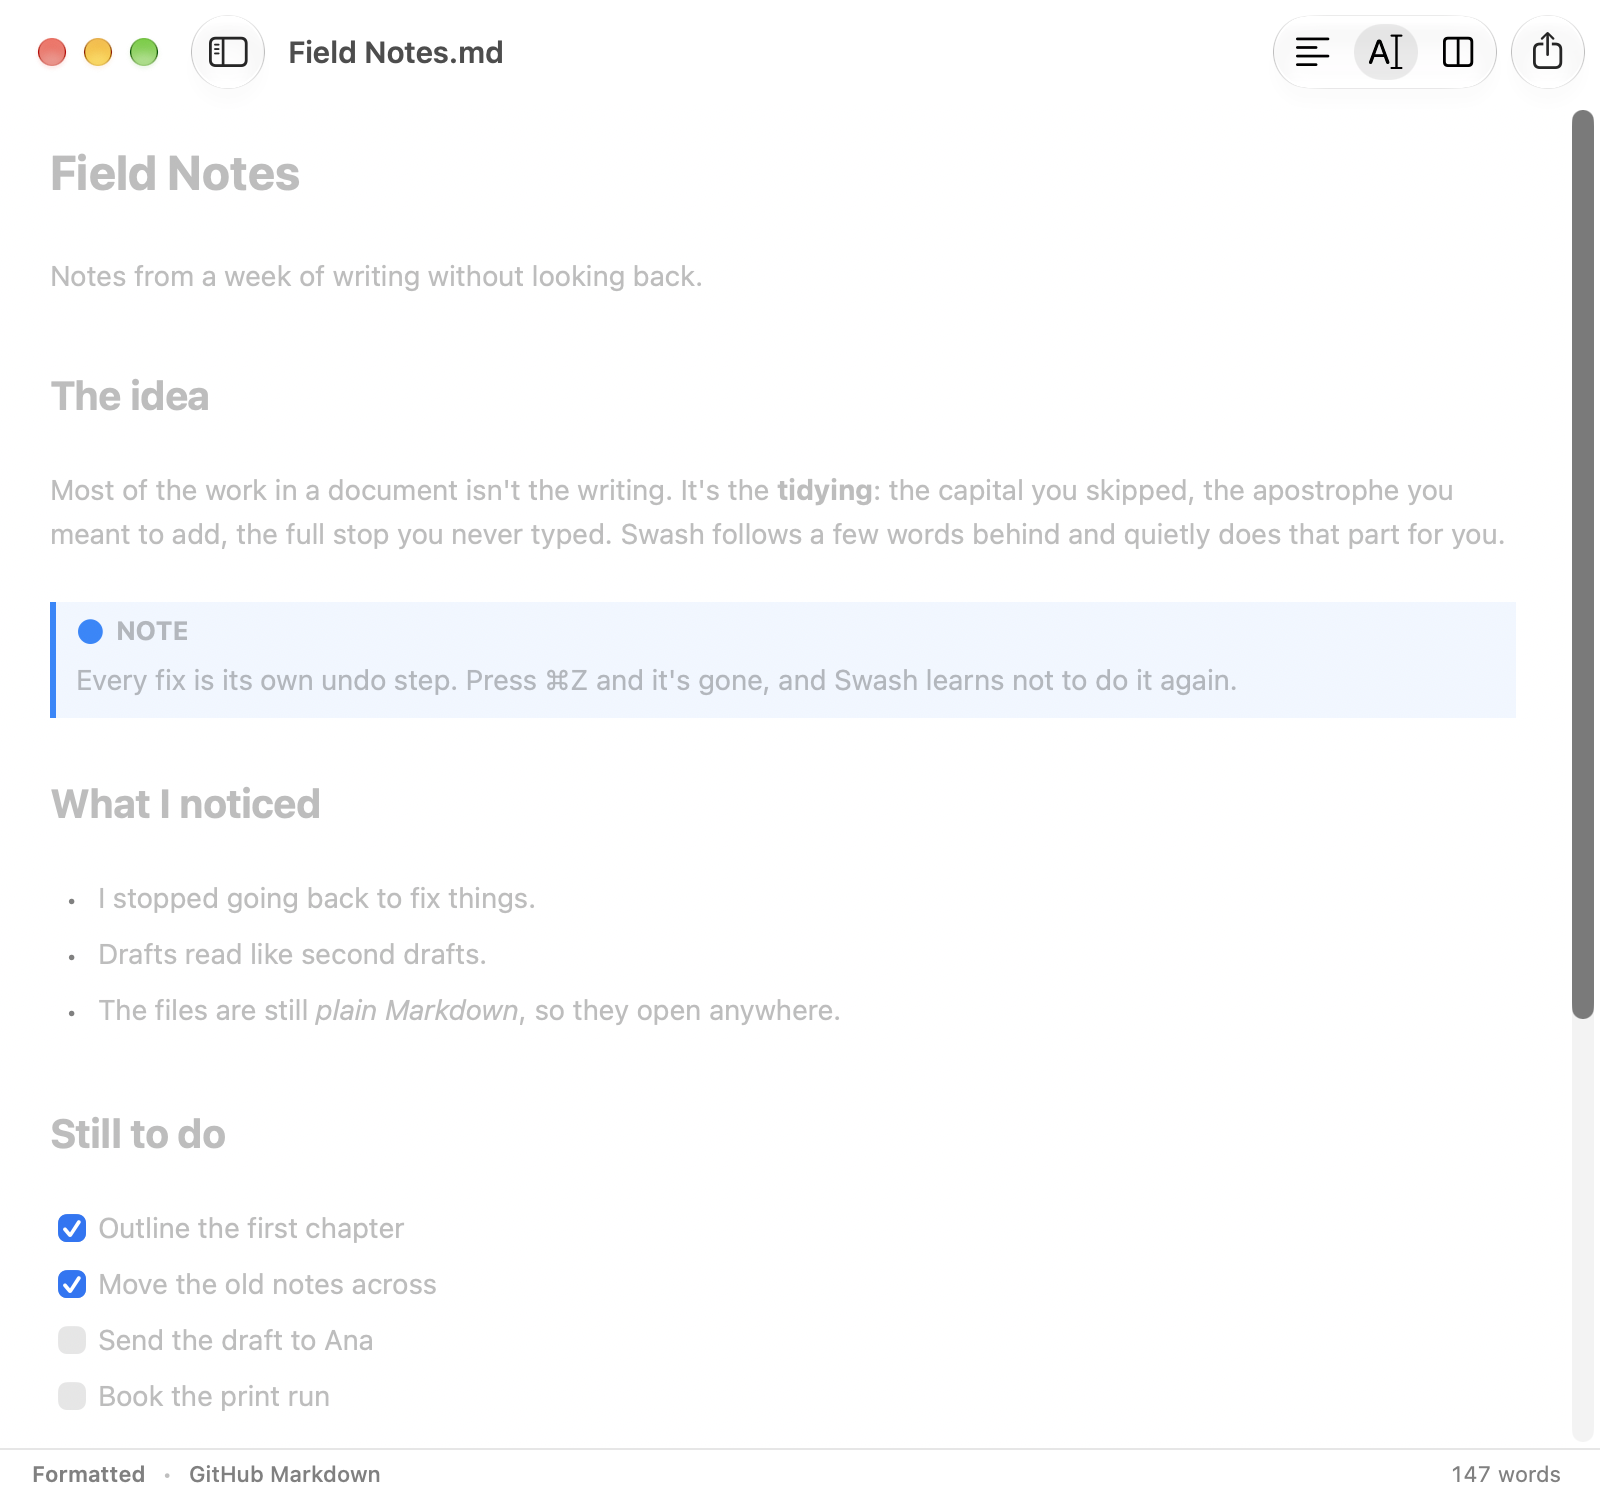 Field Notes.md
Field Notes
Notes from a week of writing without looking back.
The idea
Most of the work in a document isn't the writing. It's the tidying: the capital you skipped, the apostrophe you
meant to add, the full stop you never typed. Swash follows a few words behind and quietly does that part for you.
NOTE
Every fix is its own undo step. Press ⌘Z and it's gone, and Swash learns not to do it again.
What I noticed
• I stopped going back to fix things.
• Drafts read like second drafts.
• The files are still plain Markdown, so they open anywhere.
Still to do
Outline the first chapter
Move the old notes across
Send the draft to Ana
Book the print run
Formatted • GitHub Markdown
147 words